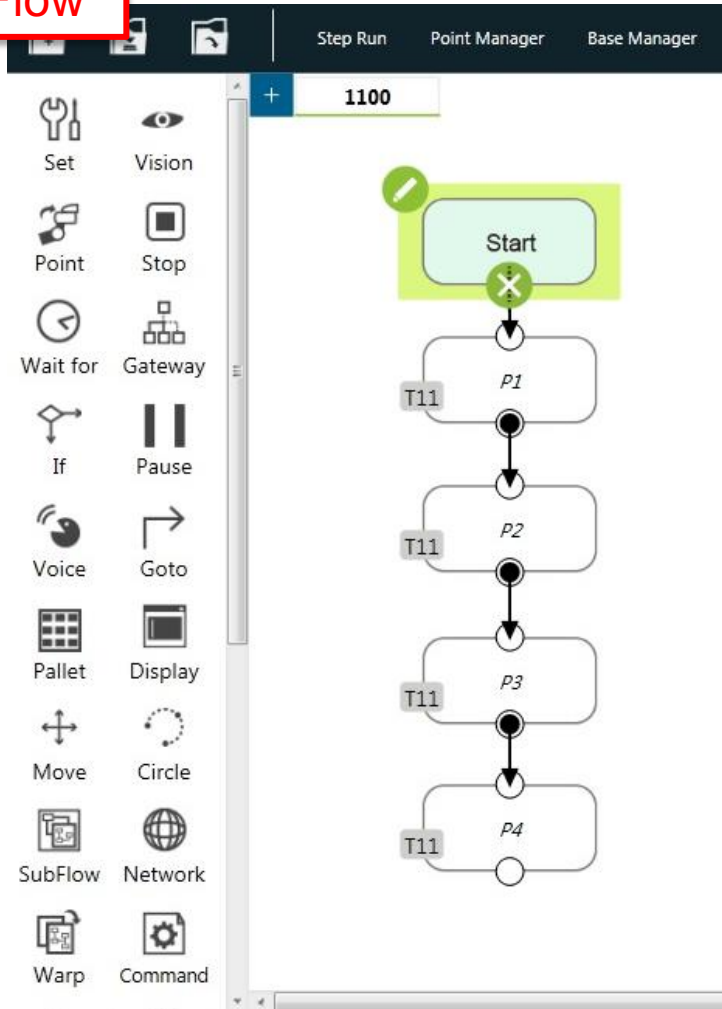 Flow
Step Run Point Manager Base Manager
+ 1100
Set Vision
Point Stop
Wait for Gateway
If Pause
Voice Goto
Pallet Display
Move Circle
SubFlow Network
Warp Command
Start
P1
T11
P2
T11
P3
T11
P4
T11